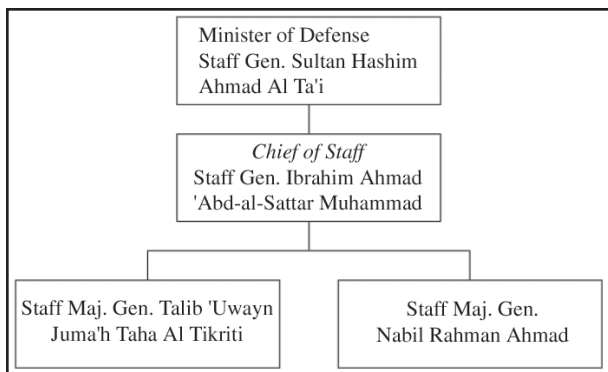 Minister of Defense
Staff Gen. Sultan Hashim
Ahmad Al Ta'i
Chief of Staff
Staff Gen. Ibrahim Ahmad
'Abd-al-Sattar Muhammad
Staff Maj. Gen. Talib 'Uwayn
Juma'h Taha Al Tikriti
Staff Maj. Gen.
Nabil Rahman Ahmad